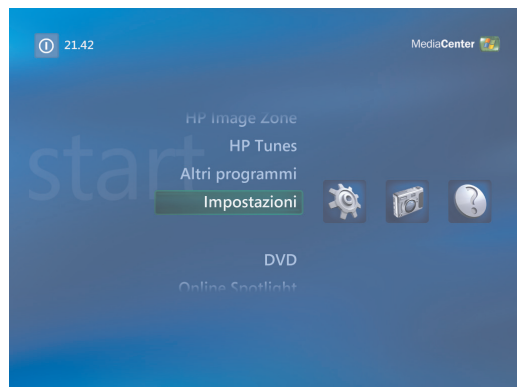 21.42
MediaCenter
start
HP Image Zone
HP Tunes
Altri programmi
Impostazioni
DVD
Online Spotlight